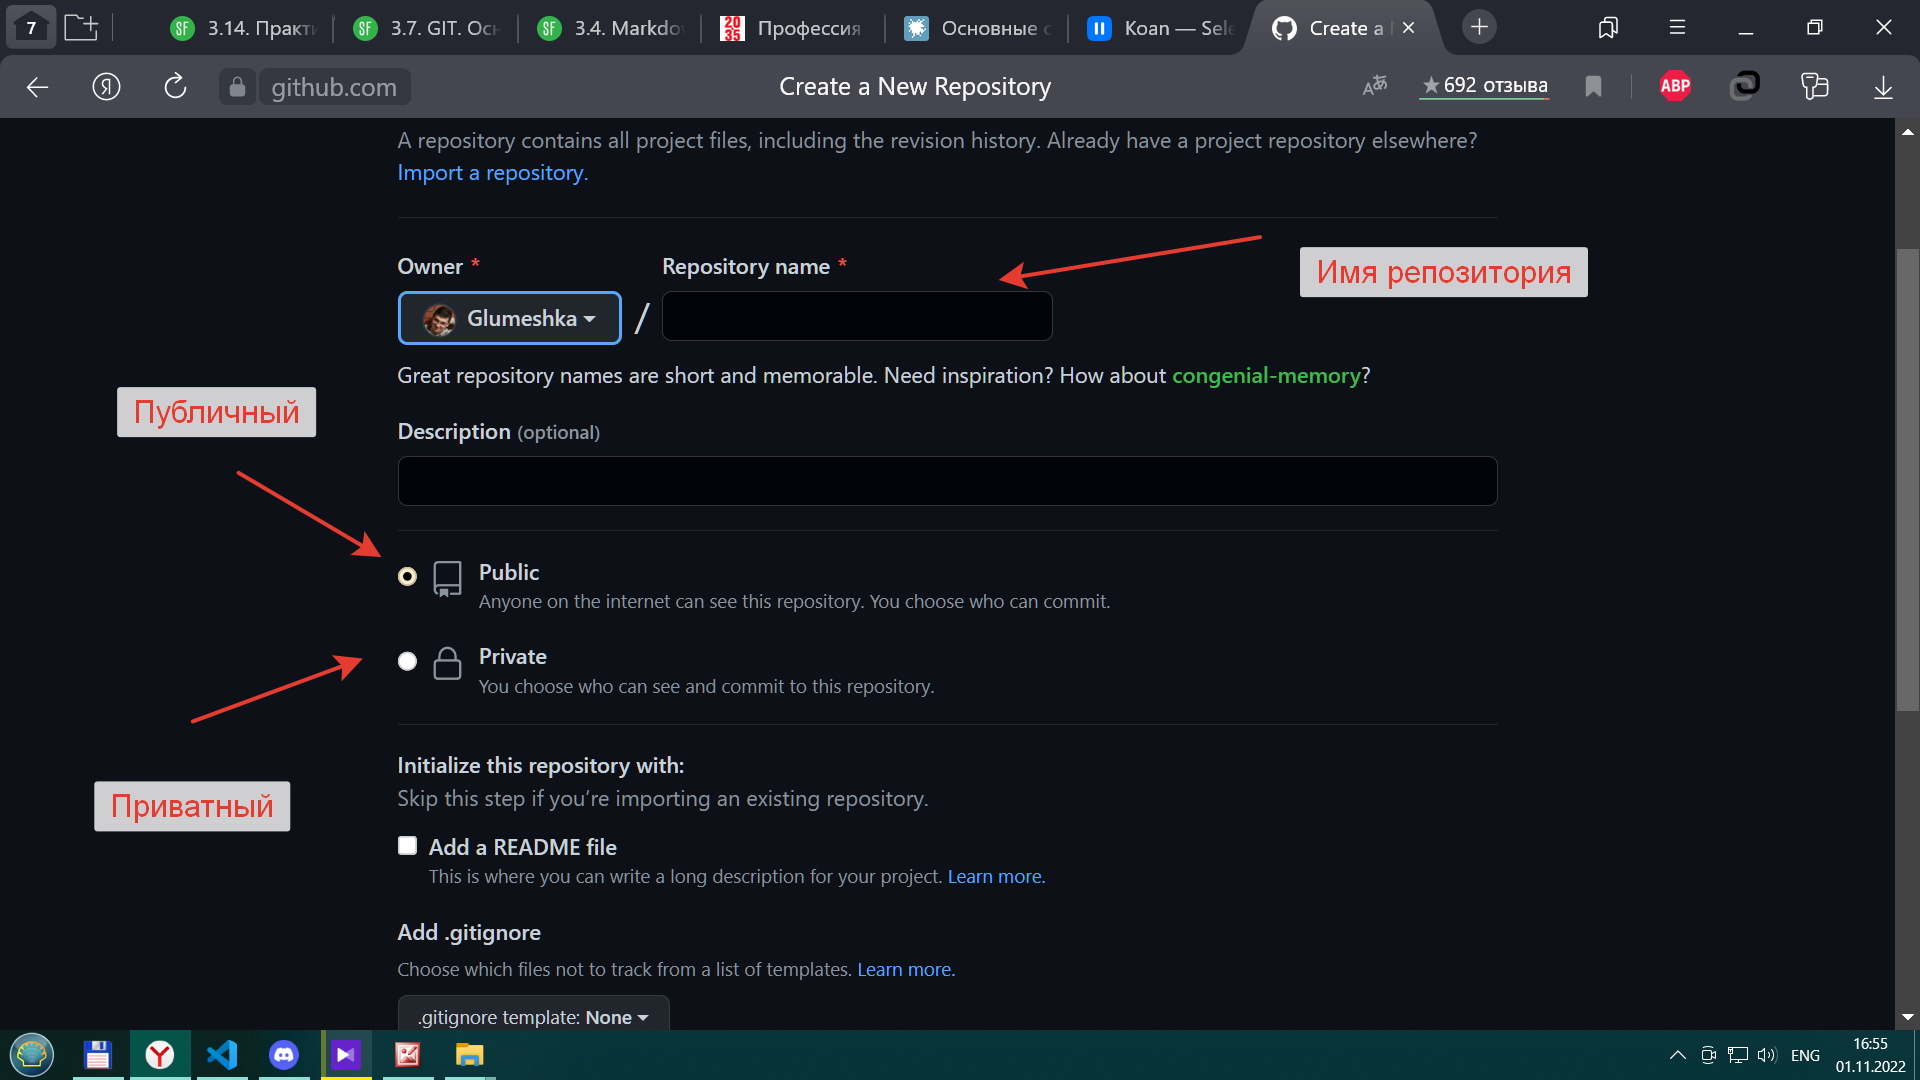 7
SF 3.14. Практи
SF 3.7. GIT. Осн
SF 3.4. Markdow
20 35 Профессия
Основные с
Koan — Sele
Create a
Я
github.com
Create a New Repository
692 отзыва
ABP
A repository contains all project files, including the revision history. Already have a project repository elsewhere?
Import a repository.
Owner *
Repository name *
Имя репозитория
Glumeshka
/
Great repository names are short and memorable. Need inspiration? How about congenial-memory?
Публичный
Description (optional)
Public
Anyone on the internet can see this repository. You choose who can commit.
Private
You choose who can see and commit to this repository.
Initialize this repository with:
Skip this step if you’re importing an existing repository.
Приватный
Add a README file
This is where you can write a long description for your project. Learn more.
Add .gitignore
Choose which files not to track from a list of templates. Learn more.
.gitignore template: None
ENG
16:55
01.11.2022